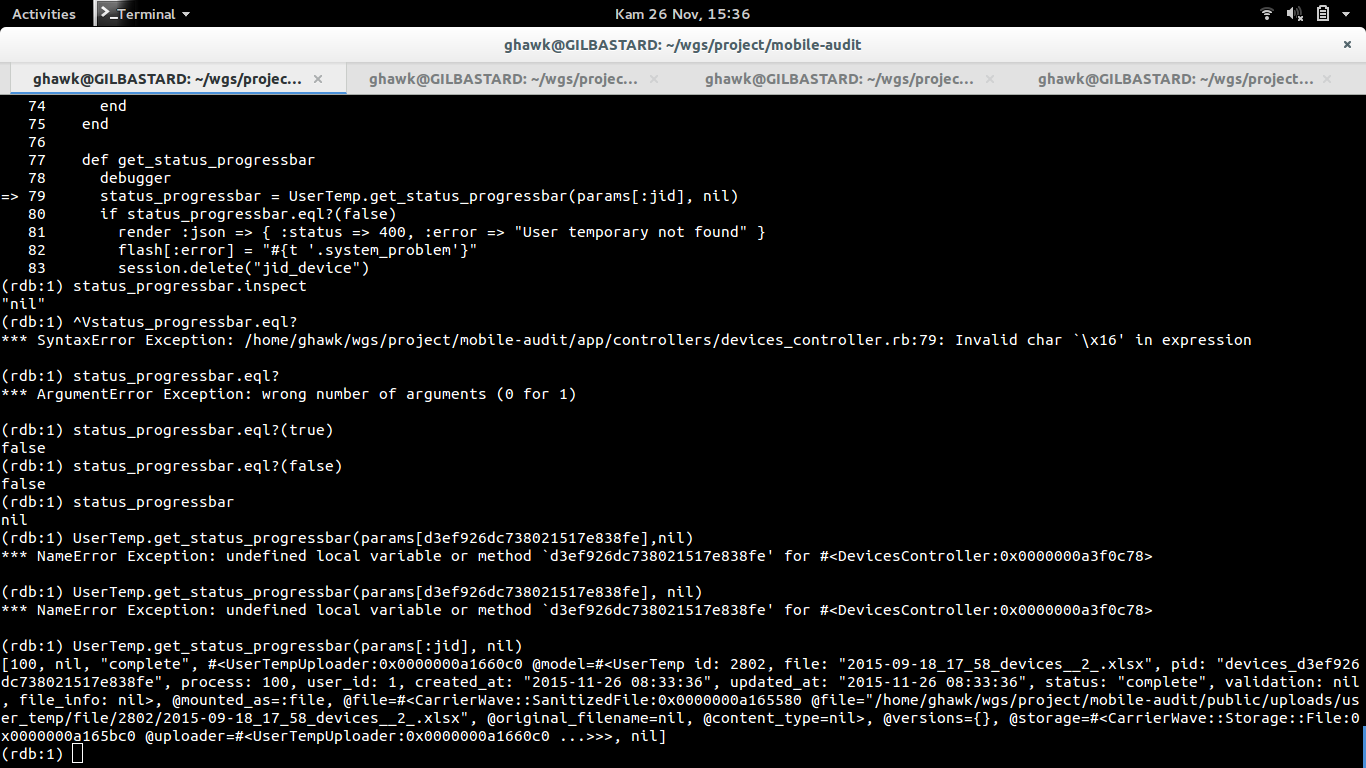 Activities
Terminal
Kam 26 Nov, 15:36
ghawk@GILBASTARD: ~/wgs/project/mobile-audit
ghawk@GILBASTARD: ~/wgs/projec... ghawk@GILBASTARD: ~/wgs/projec... ghawk@GILBASTARD: ~/wgs/projec... ghawk@GILBASTARD: ~/wgs/project...
   74      end
   75    end
   76
   77    def get_status_progressbar
   78      debugger
=> 79      status_progressbar = UserTemp.get_status_progressbar(params[:jid], nil)
   80      if status_progressbar.eql?(false)
   81        render :json => { :status => 400, :error => "User temporary not found" }
   82        flash[:error] = "#{t '.system_problem'}"
   83        session.delete("jid_device")
(rdb:1) status_progressbar.inspect
"nil"
(rdb:1) ^Vstatus_progressbar.eql?
*** SyntaxError Exception: /home/ghawk/wgs/project/mobile-audit/app/controllers/devices_controller.rb:79: Invalid char `\x16' in expression
(rdb:1) status_progressbar.eql?
*** ArgumentError Exception: wrong number of arguments (0 for 1)
(rdb:1) status_progressbar.eql?(true)
false
(rdb:1) status_progressbar.eql?(false)
false
(rdb:1) status_progressbar
nil
(rdb:1) UserTemp.get_status_progressbar(params[d3ef926dc738021517e838fe],nil)
*** NameError Exception: undefined local variable or method `d3ef926dc738021517e838fe' for #<DevicesController:0x0000000a3f0c78>
(rdb:1) UserTemp.get_status_progressbar(params[d3ef926dc738021517e838fe], nil)
*** NameError Exception: undefined local variable or method `d3ef926dc738021517e838fe' for #<DevicesController:0x0000000a3f0c78>
(rdb:1) UserTemp.get_status_progressbar(params[:jid], nil)
[100, nil, "complete", #<UserTempUploader:0x0000000a1660c0 @model=#<UserTemp id: 2802, file: "2015-09-18_17_58_devices__2_.xlsx", pid: "devices_d3ef926
dc738021517e838fe", process: 100, user_id: 1, created_at: "2015-11-26 08:33:36", updated_at: "2015-11-26 08:33:36", status: "complete", validation: nil
, file_info: nil>, @mounted_as=:file, @file=#<CarrierWave::SanitizedFile:0x0000000a165580 @file="/home/ghawk/wgs/project/mobile-audit/public/uploads/us
er_temp/file/2802/2015-09-18_17_58_devices__2_.xlsx", @original_filename=nil, @content_type=nil>, @versions={}, @storage=#<CarrierWave::Storage::File:0
x0000000a165bc0 @uploader=#<UserTempUploader:0x0000000a1660c0 ...>>>, nil]
(rdb:1)